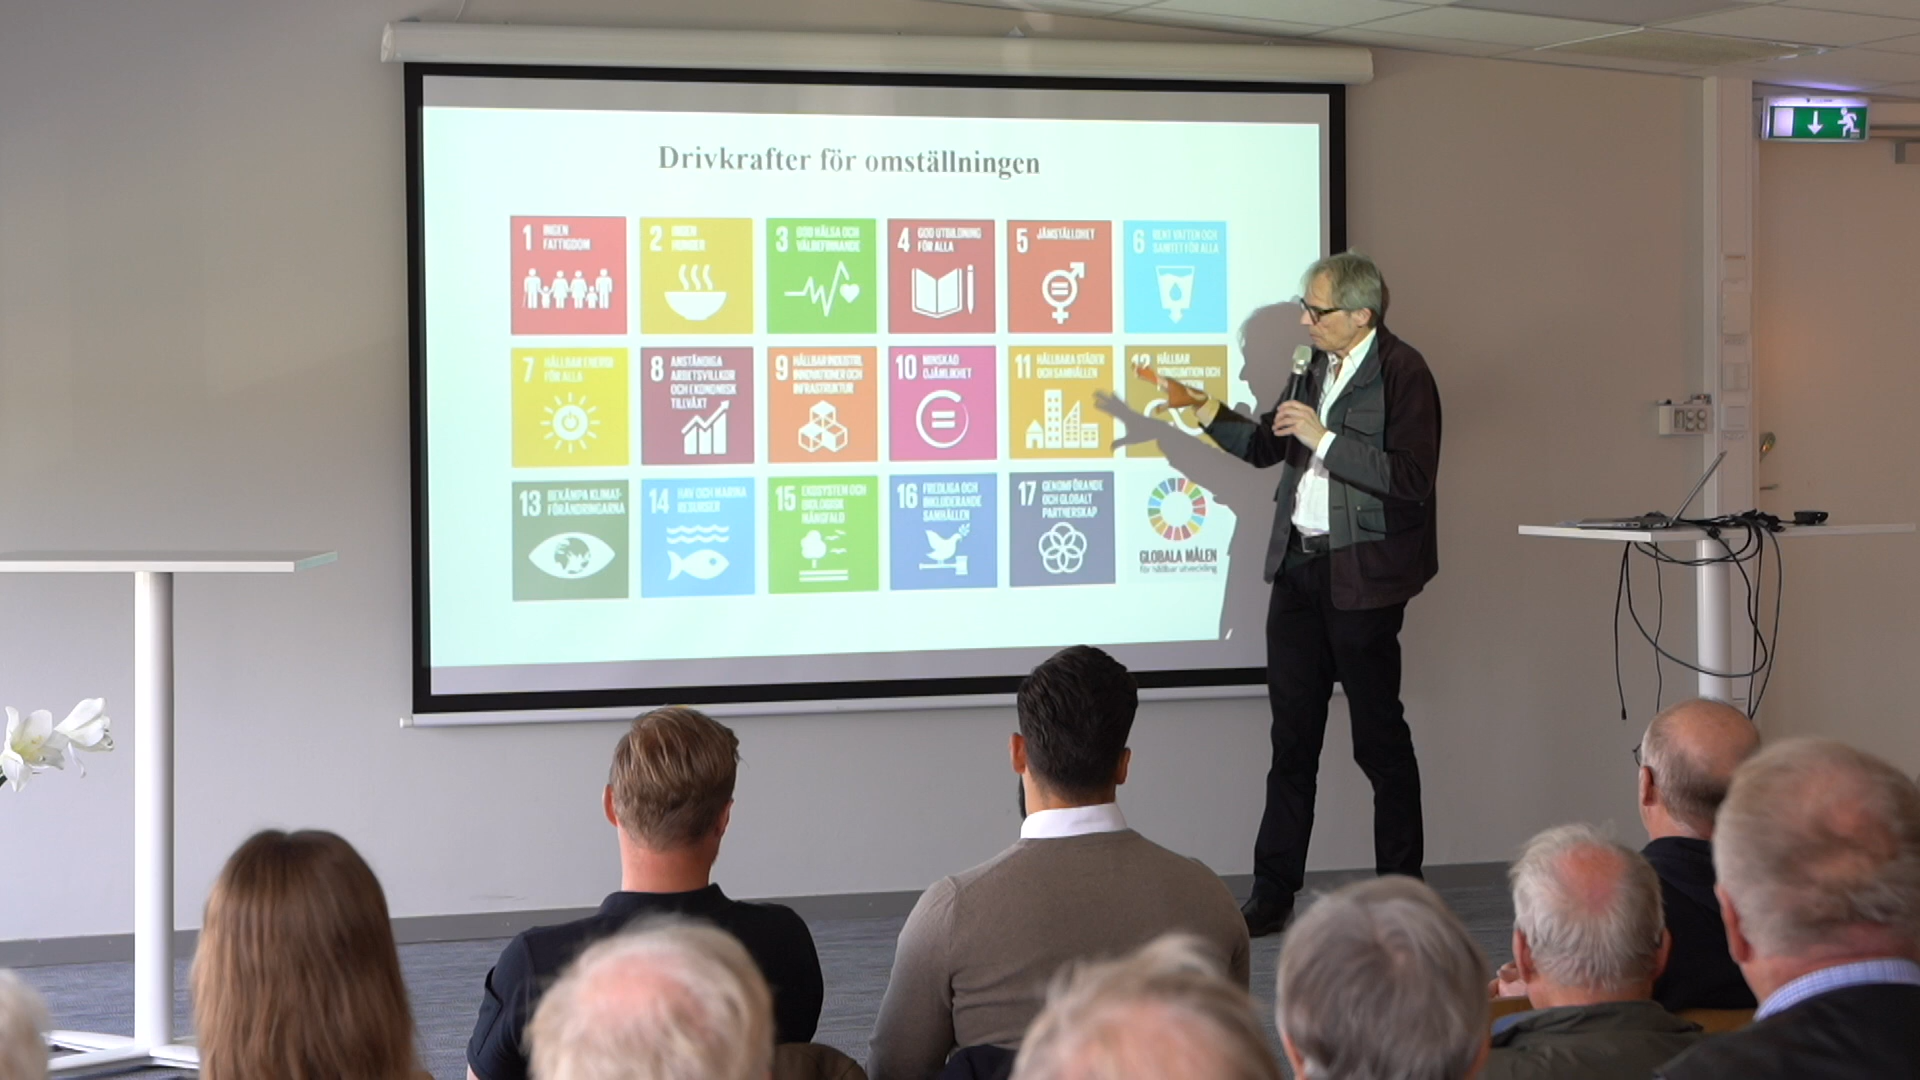 Drivkrafter för omställningen
1 INGEN
FATTIGDOM
2 INGEN
HUNGER
3 GOD HÄLSA OCH
VÄLBEFINNANDE
4 GOD UTBILDNING
FÖR ALLA
5 JÄMSTÄLLDHET
6 RENT VATTEN OCH
SANITET FÖR ALLA
7 HÅLLBAR ENERGI
FÖR ALLA
8 ANSTÄNDIGA
ARBETSVILLKOR
OCH EKONOMISK
TILLVÄXT
9 HÅLLBAR INDUSTRI,
INNOVATIONER OCH
INFRASTRUKTUR
10 MINSKAD
OJÄMLIKHET
11 HÅLLBARA STÄDER
OCH SAMHÄLLEN
12 HÅLLBAR
KONSUMTION OCH
13 BEKÄMPA KLIMAT-
FÖRÄNDRINGARNA
14 HAV OCH MARINA
RESURSER
15 EKOSYSTEM OCH
BIOLOGISK
MÅNGFALD
16 FREDLIGA OCH
INKLUDERANDE
SAMHÄLLEN
17 GENOMFÖRANDE
OCH GLOBALT
PARTNERSKAP
GLOBALA MÅLEN
för hållbar utveckling